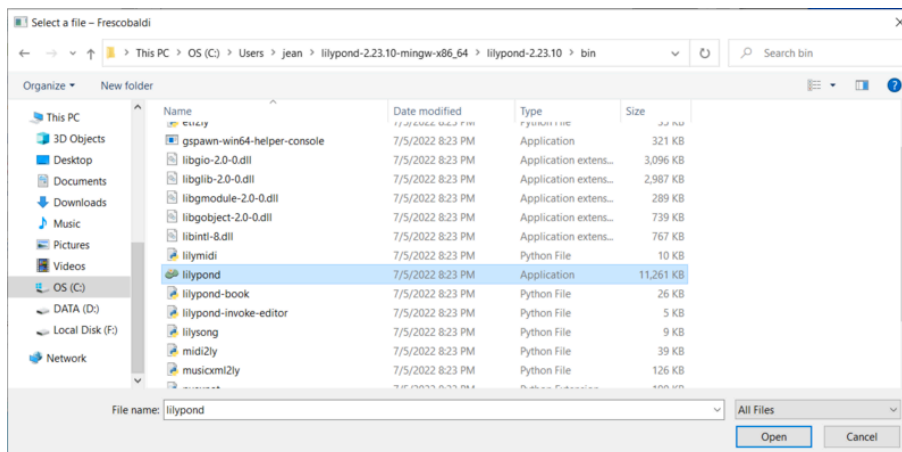 Select a file – Frescobaldi
This PC > OS (C:) > Users > jean > lilypond-2.23.10-mingw-x86_64 > lilypond-2.23.10 > bin
Search bin
Organize
New folder
Name Date modified Type Size
This PC
3D Objects
Desktop
Documents
Downloads
Music
Pictures
Videos
OS (C:)
DATA (D:)
Local Disk (F:)
Network
gspawn-win64-helper-console 7/5/2022 8:23 PM Application 321 KB
libgio-2.0-0.dll 7/5/2022 8:23 PM Application extens... 3,096 KB
libglib-2.0-0.dll 7/5/2022 8:23 PM Application extens... 2,987 KB
libgmodule-2.0-0.dll 7/5/2022 8:23 PM Application extens... 289 KB
libgobject-2.0-0.dll 7/5/2022 8:23 PM Application extens... 739 KB
libintl-8.dll 7/5/2022 8:23 PM Application extens... 767 KB
lilymidi 7/5/2022 8:23 PM Python File 10 KB
lilypond 7/5/2022 8:23 PM Application 11,261 KB
lilypond-book 7/5/2022 8:23 PM Python File 26 KB
lilypond-invoke-editor 7/5/2022 8:23 PM Python File 5 KB
lilysong 7/5/2022 8:23 PM Python File 9 KB
midi2ly 7/5/2022 8:23 PM Python File 39 KB
musicxml2ly 7/5/2022 8:23 PM Python File 126 KB
File name: lilypond
All Files
Open
Cancel